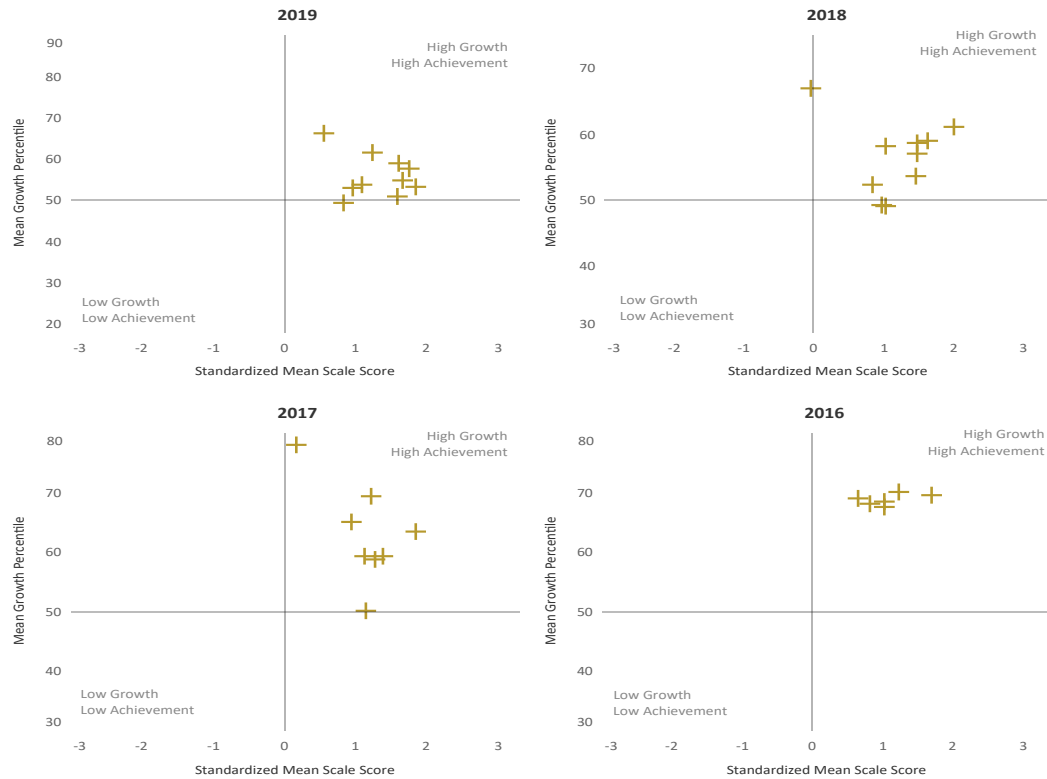 2019
High Growth
High Achievement
Mean Growth Percentile
90
80
70
60
50
40
30
20
Low Growth
Low Achievement
-3
-2
-1
0
1
2
3
Standardized Mean Scale Score
2018
High Growth
High Achievement
Mean Growth Percentile
70
60
50
40
30
Low Growth
Low Achievement
-3
-2
-1
0
1
2
3
Standardized Mean Scale Score
2017
High Growth
High Achievement
Mean Growth Percentile
80
70
60
50
40
30
Low Growth
Low Achievement
-3
-2
-1
0
1
2
3
Standardized Mean Scale Score
2016
High Growth
High Achievement
Mean Growth Percentile
80
70
60
50
40
30
Low Growth
Low Achievement
-3
-2
-1
0
1
2
3
Standardized Mean Scale Score